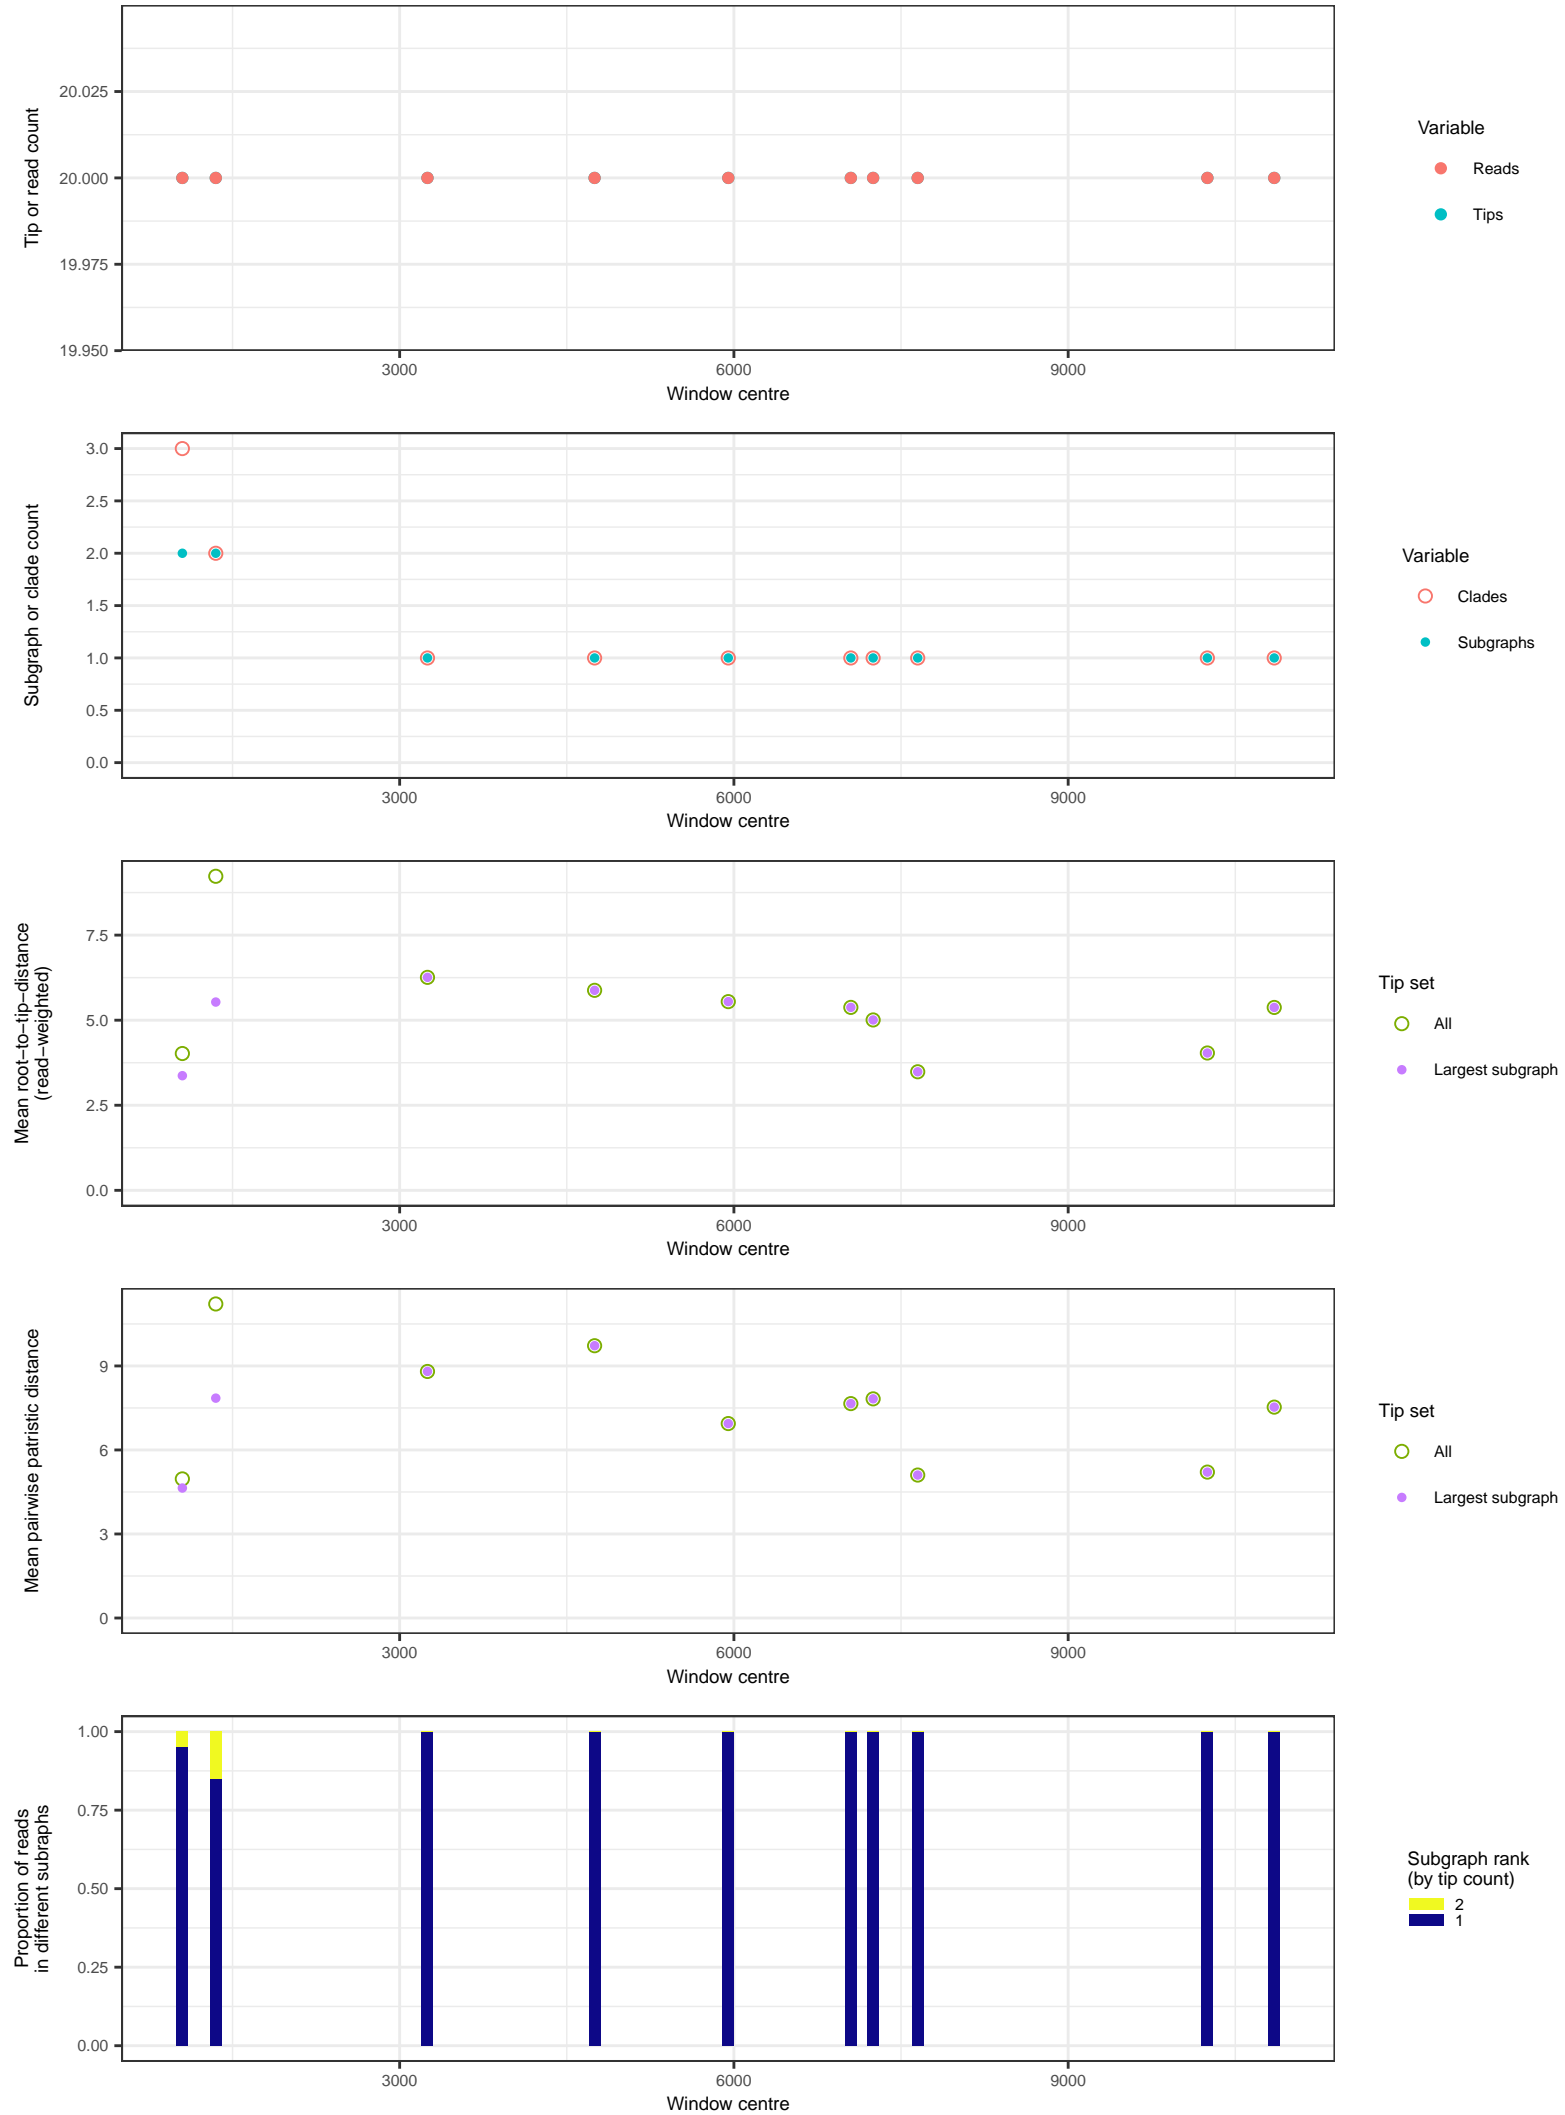 Tip or read count
20.025
20.000
19.975
19.950
3000
6000
9000
Window centre
Variable
Reads
Tips
Subgraph or clade count
3.0
2.5
2.0
1.5
1.0
0.5
0.0
3000
6000
9000
Window centre
Variable
Clades
Subgraphs
Mean root−to−tip−distance
(read−weighted)
7.5
5.0
2.5
0.0
3000
6000
9000
Window centre
Tip set
All
Largest subgraph
Mean pairwise patristic distance
9
6
3
0
3000
6000
9000
Window centre
Tip set
All
Largest subgraph
Proportion of reads
in different subraphs
1.00
0.75
0.50
0.25
0.00
3000
6000
9000
Window centre
Subgraph rank
(by tip count)
2
1